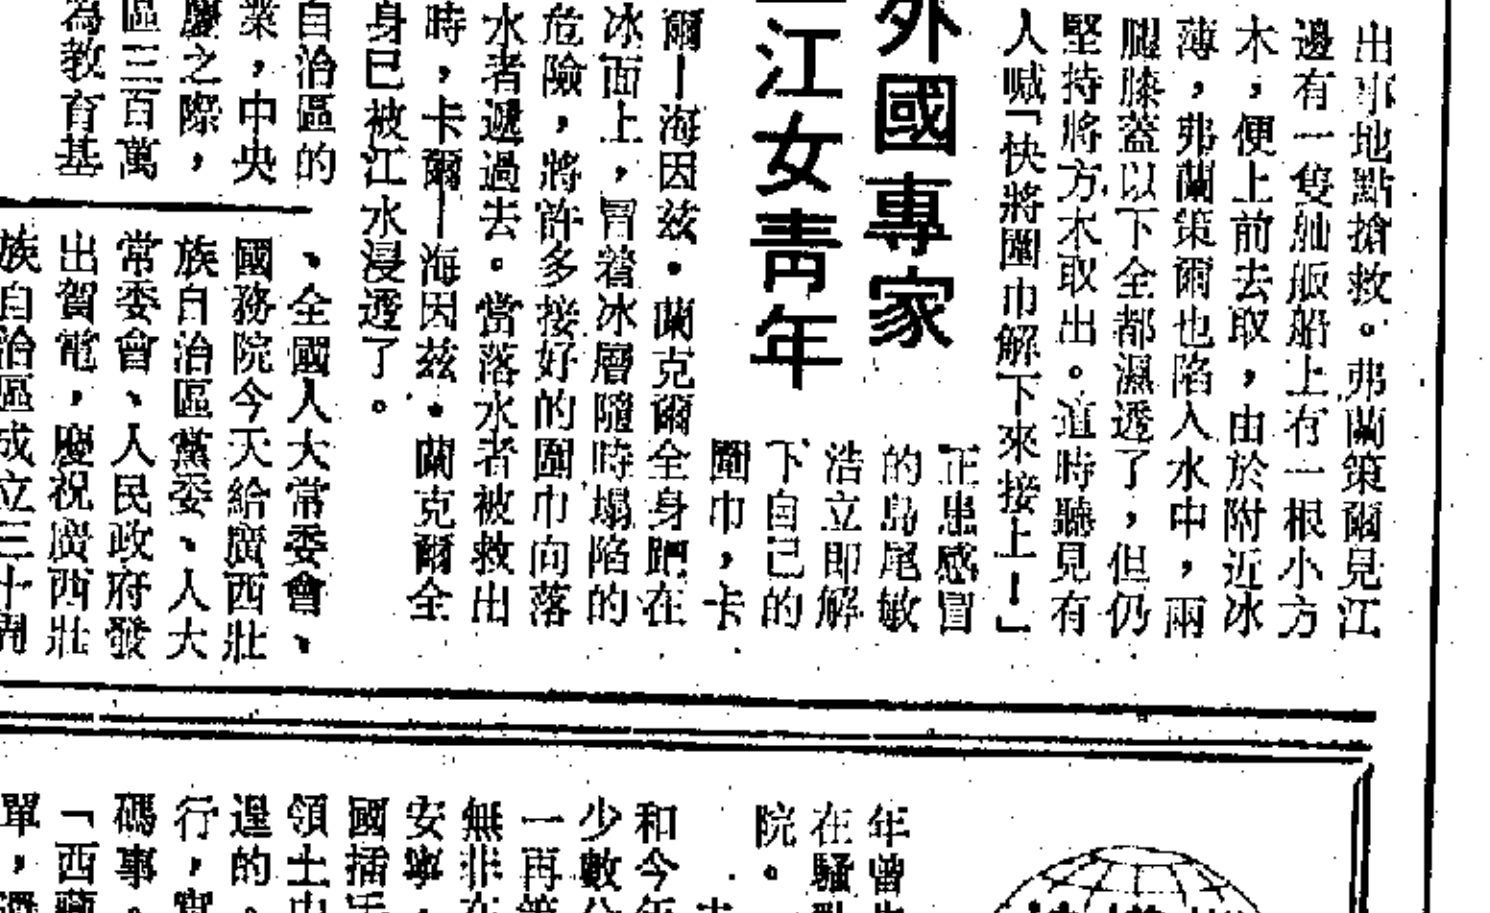 出事地點搶救。弗蘭策爾見江
邊有一隻舢舨船上有一根小方
木，便上前去取，由於附近冰
薄，弗蘭策爾也陷入水中，兩
腿膝蓋以下全都濕透了，但仍
堅持將方木取出。這時聽見有
人喊「快將圍巾解下來接上！」
外國專家
江女青年
正患感冒
的島尾敏
浩立即解
下自己的
圍巾，卡
爾—海因茲・蘭克爾全身趴在
冰面上，冒着冰層隨時塌陷的
危險，將許多接好的圍巾向落
水者遞過去。當落水者被救出
時，卡爾—海因茲・蘭克爾全
身已被江水浸透了。
自治區的
業，中央
慶之際，
區三百萬
為教育基
、全國人大常委會、
國務院今天給廣西壯
族自治區黨委、人大
常委會、人民政府發
出賀電，慶祝廣西壯
族自治區成立三十周
年曾
在騷
院。
和今
少數
一再
無非
安寧，
國插
領土
邊的。
行，
碼事。
「西藏
單，